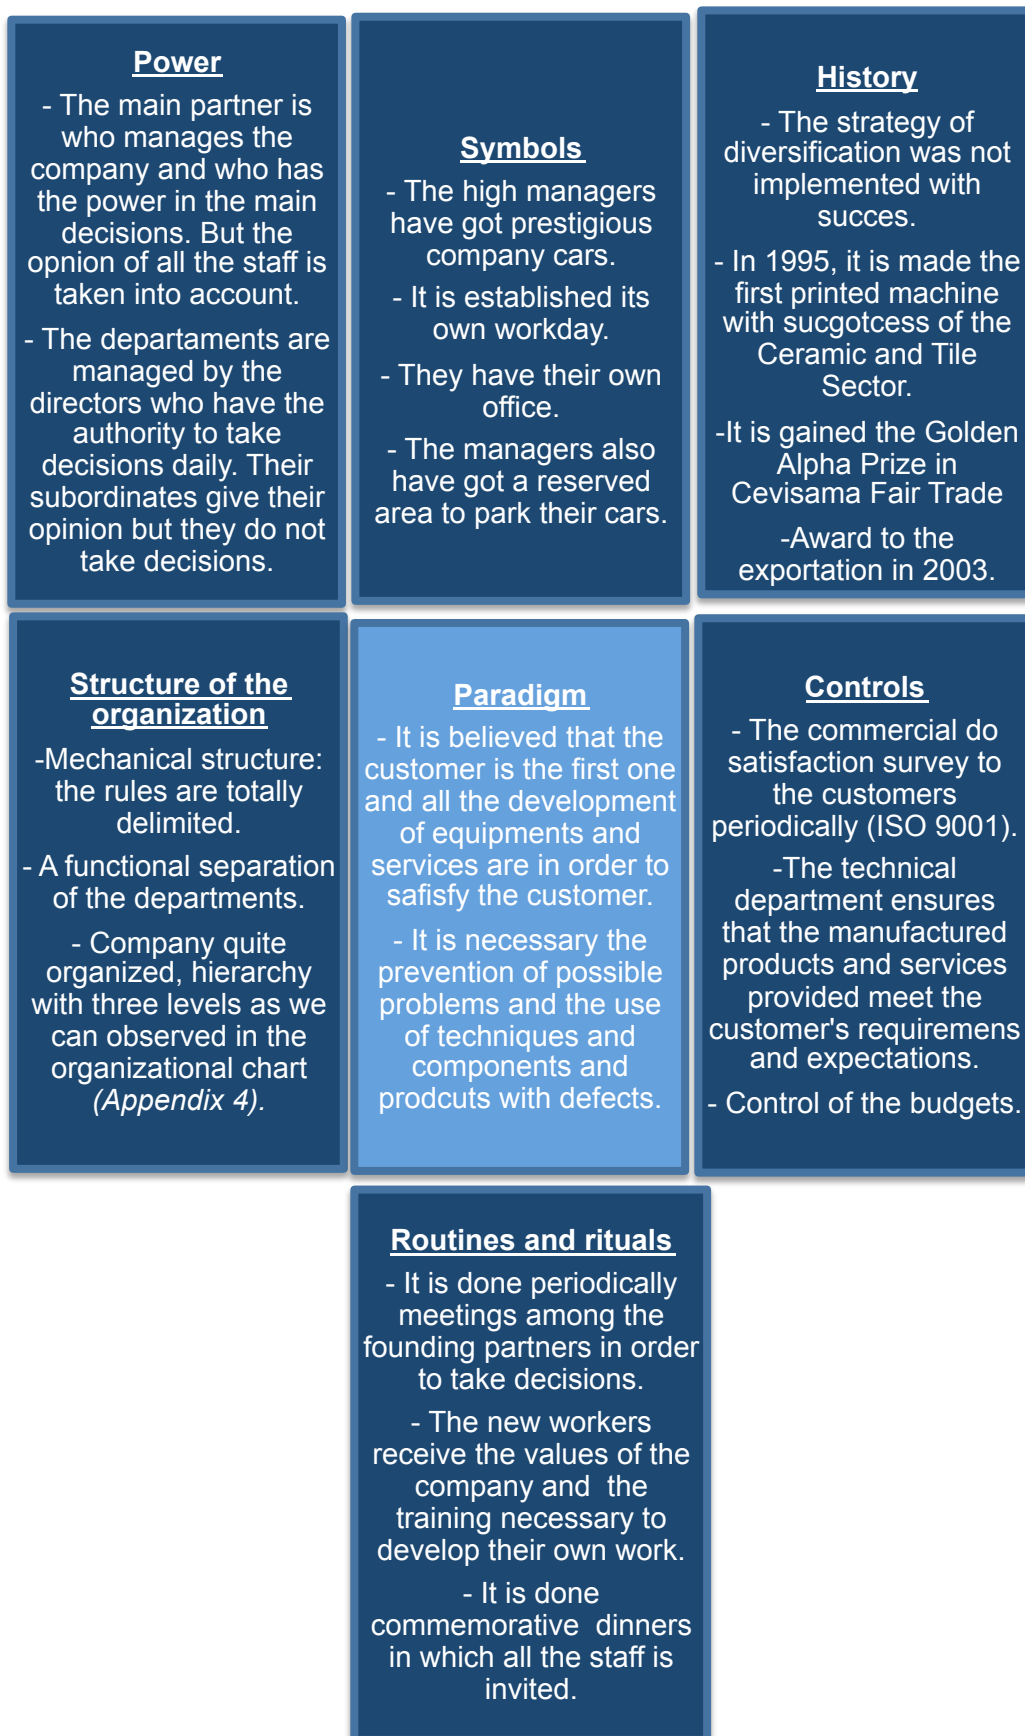 Power
- The main partner is
who manages the
company and who has
the power in the main
decisions. But the
opnion of all the staff is
taken into account.
- The departaments are
managed by the
directors who have the
authority to take
decisions daily. Their
subordinates give their
opinion but they do not
take decisions.
Symbols
- The high managers
have got prestigious
company cars.
- It is established its
own workday.
- They have their own
office.
- The managers also
have got a reserved
area to park their cars.
History
- The strategy of
diversification was not
implemented with
succes.
- In 1995, it is made the
first printed machine
with sucgotcess of the
Ceramic and Tile
Sector.
-It is gained the Golden
Alpha Prize in
Cevisama Fair Trade
-Award to the
exportation in 2003.
Structure of the
organization
-Mechanical structure:
the rules are totally
delimited.
- A functional separation
of the departments.
- Company quite
organized, hierarchy
with three levels as we
can observed in the
organizational chart
(Appendix 4).
Paradigm
- It is believed that the
customer is the first one
and all the development
of equipments and
services are in order to
safisfy the customer.
- It is necessary the
prevention of possible
problems and the use
of techniques and
components and
prodcuts with defects.
Controls
- The commercial do
satisfaction survey to
the customers
periodically (ISO 9001).
-The technical
department ensures
that the manufactured
products and services
provided meet the
customer's requiremens
and expectations.
- Control of the budgets.
Routines and rituals
- It is done periodically
meetings among the
founding partners in order
to take decisions.
- The new workers
receive the values of the
company and the
training necessary to
develop their own work.
- It is done
commemorative dinners
in which all the staff is
invited.